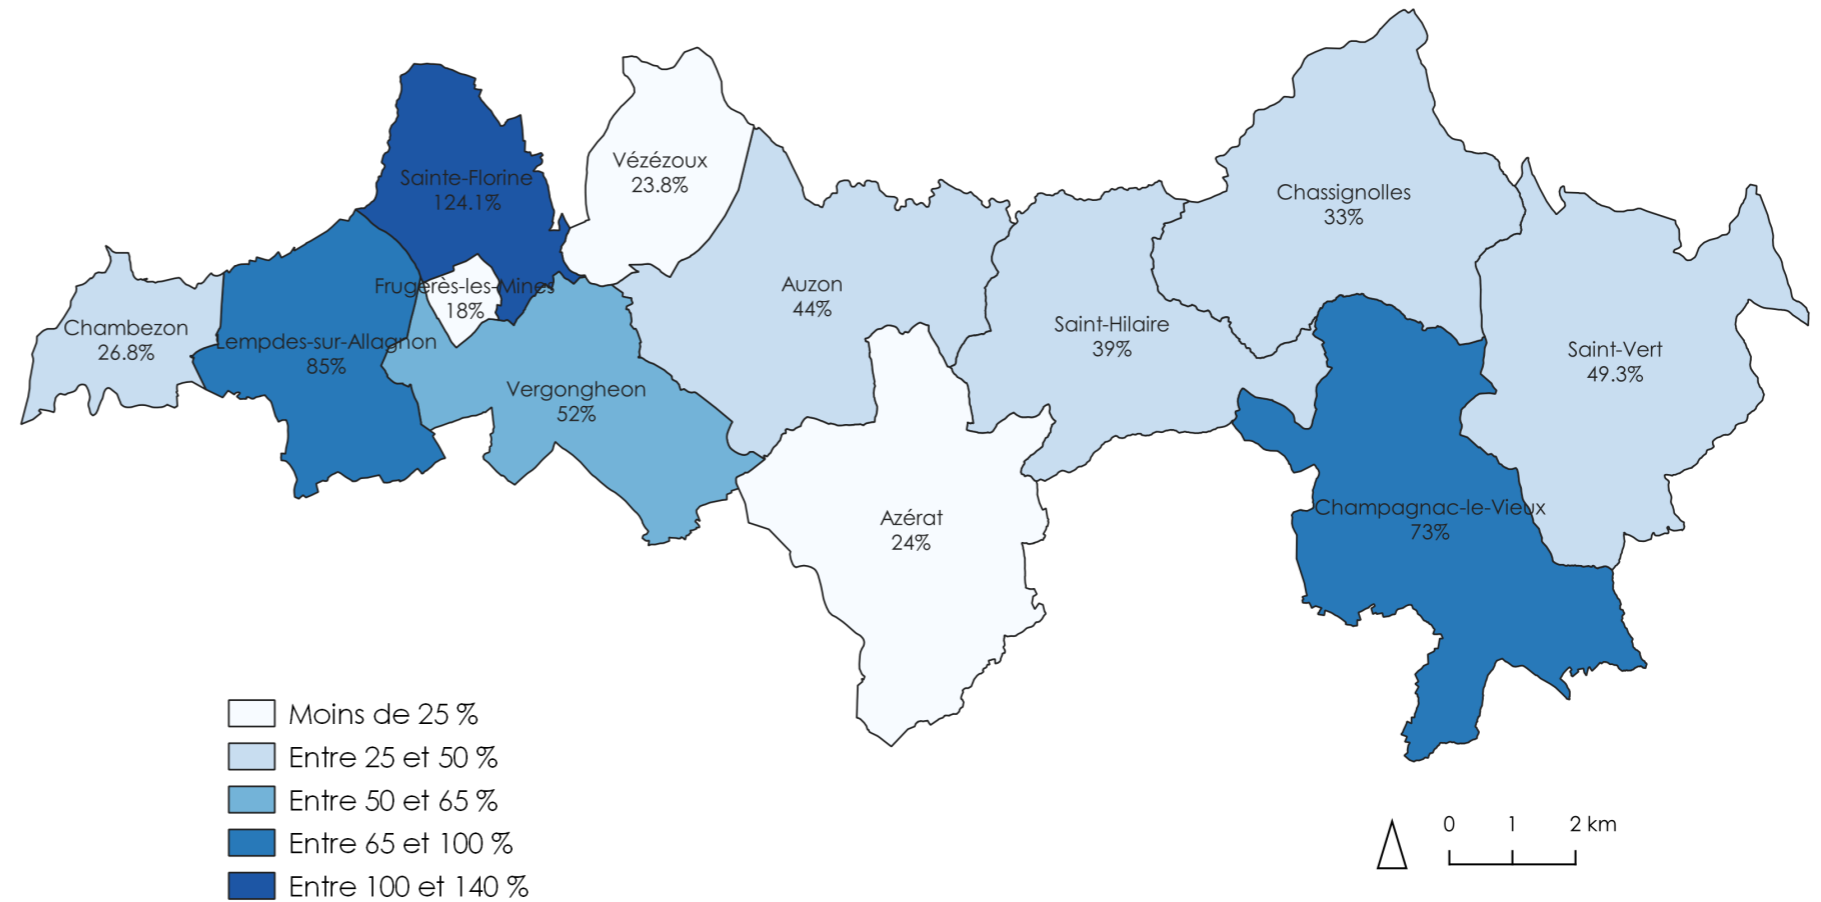 Vézézoux
23.8%
Sainte-Florine
124.1%
Chassignolles
33%
Frugerès-les-Mines
18%
Auzon
44%
Chambezon
26.8%
Lempdes-sur-Allagnon
85%
Saint-Hilaire
39%
Saint-Vert
49.3%
Vergongheon
52%
Champagnac-le-Vieux
73%
Azérat
24%
Moins de 25 %
Entre 25 et 50 %
Entre 50 et 65 %
Entre 65 et 100 %
Entre 100 et 140 %
0 1 2 km